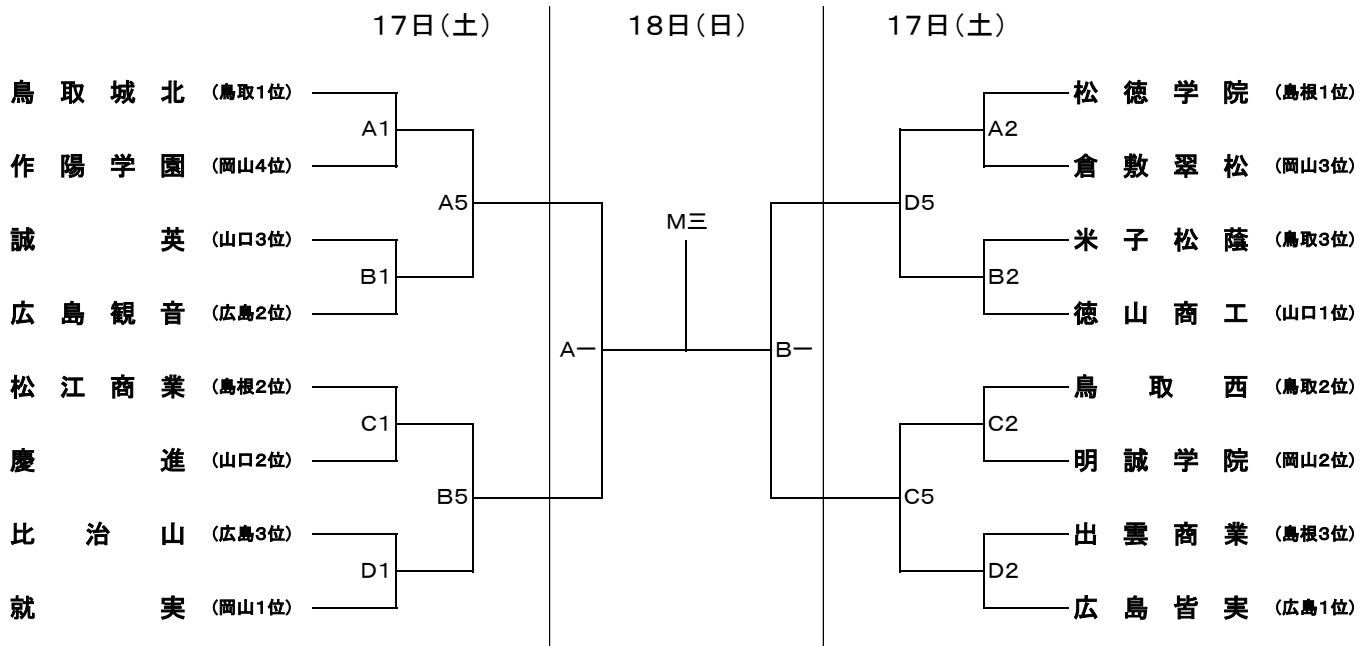 17日(土) 18日(日) 17日(土)
鳥取城北 (鳥取1位) 松徳学院 (島根1位)
A1 A2
作陽学園 (岡山4位) 倉敷翠松 (岡山3位)
A5 D5
M三
誠英 (山口3位) 米子松蔭 (鳥取3位)
B1 B2
広島観音 (広島2位) 徳山商工 (山口1位)
A一 B一
松江商業 (島根2位) 鳥取西 (鳥取2位)
C1 C2
慶進 (山口2位) 明誠学院 (岡山2位)
B5 C5
比治山 (広島3位) 出雲商業 (島根3位)
D1 D2
就実 (岡山1位) 広島皆実 (広島1位)